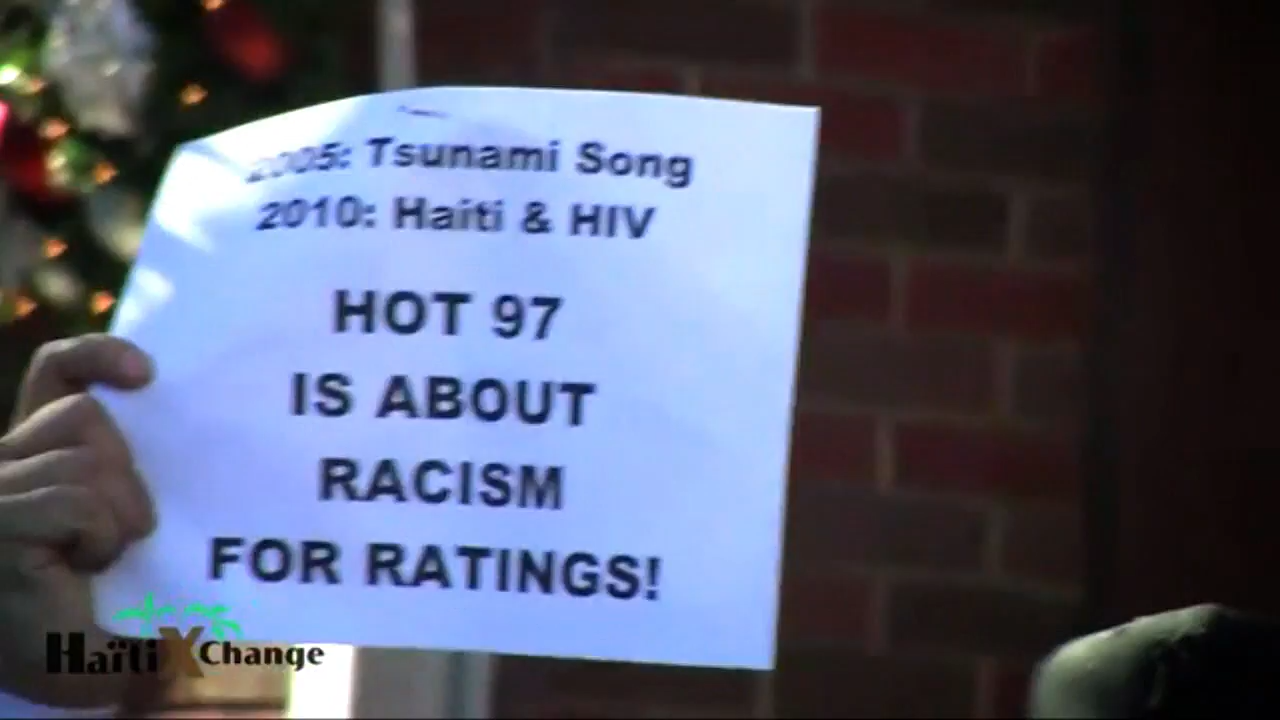 2005: Tsunami Song
2010: Haiti & HIV
HOT 97
IS ABOUT
RACISM
FOR RATINGS!
HaïtiXChange